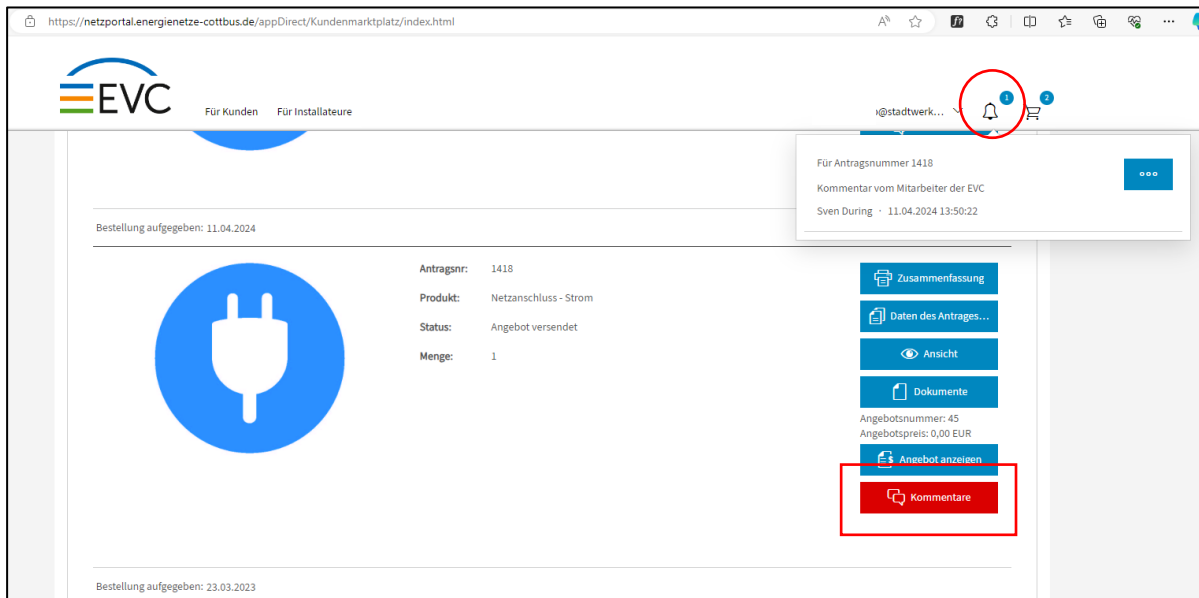 https://netzportal.energienetze-cottbus.de/appDirect/Kundenmarktplatz/index.html
EVC
Für Kunden Für Installateure
@stadtwerk...
1
2
Für Antragsnummer 1418
Kommentar vom Mitarbeiter der EVC
Sven During · 11.04.2024 13:50:22
Bestellung aufgegeben: 11.04.2024
Antragsnr: 1418
Produkt: Netzanschluss - Strom
Status: Angebot versendet
Menge: 1
Zusammenfassung
Daten des Antrages...
Ansicht
Dokumente
Angebotsnummer: 45
Angebotspreis: 0,00 EUR
Angebot anzeigen
Kommentare
Bestellung aufgegeben: 23.03.2023